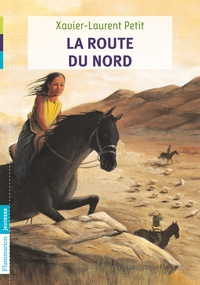 Xavier-Laurent Petit
LA ROUTE
DU NORD
Flammarion jeunesse